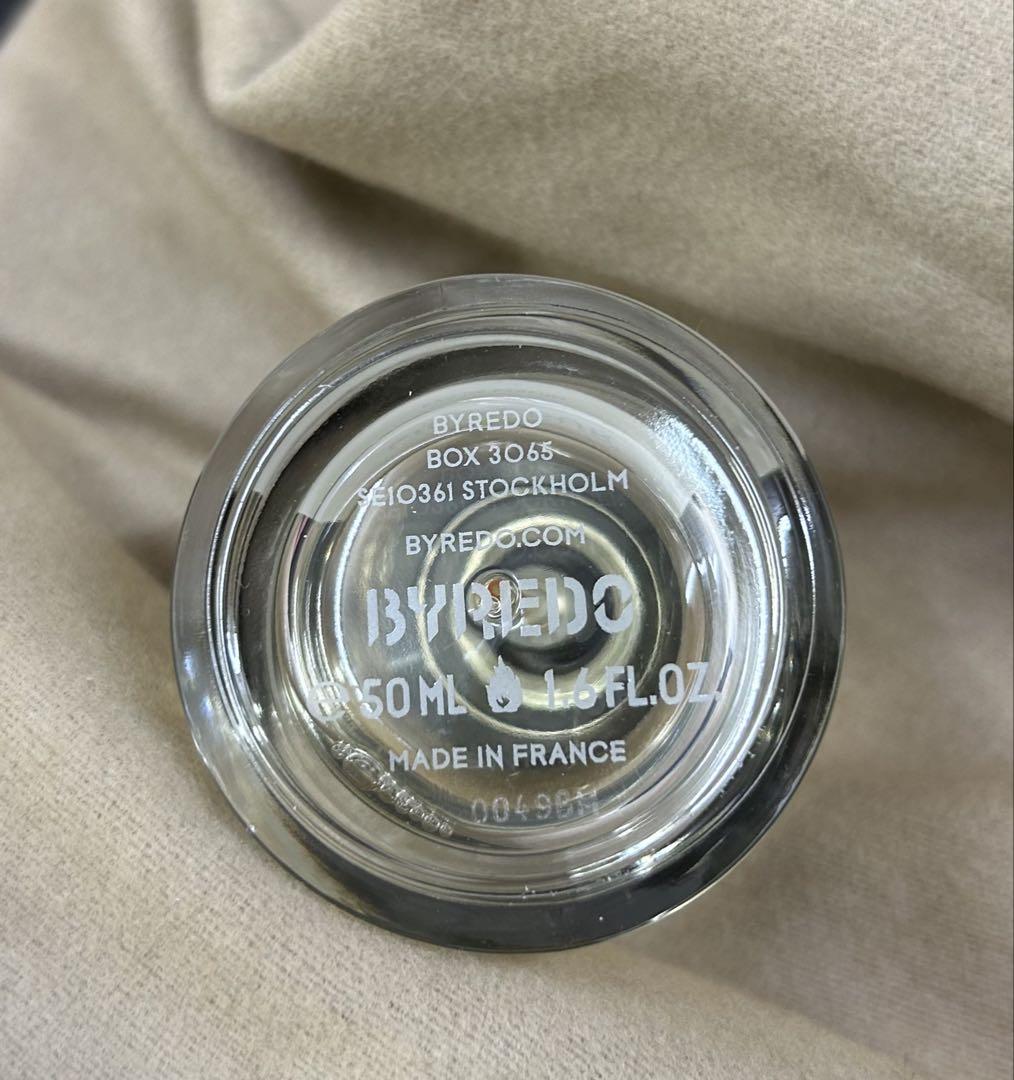 BYREDO
BOX 3065
SE10361 STOCKHOLM
BYREDO.COM
BYREDO
℮ 50 ML 1.6 FL.OZ.
MADE IN FRANCE